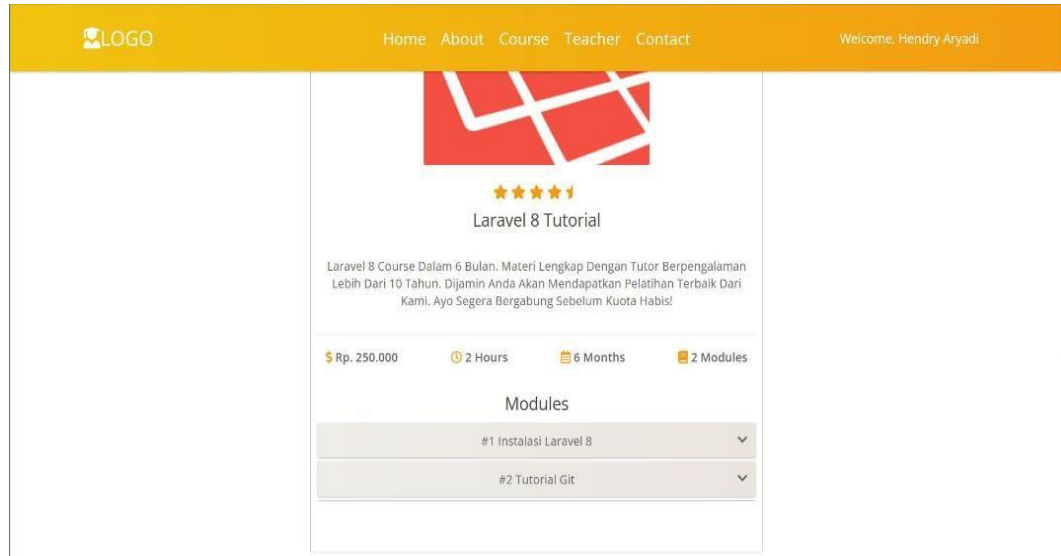 LOGO
Home About Course Teacher Contact
Welcome, Hendry Aryadi
Laravel 8 Tutorial
Laravel 8 Course Dalam 6 Bulan. Materi Lengkap Dengan Tutor Berpengalaman
Lebih Dari 10 Tahun. Dijamin Anda Akan Mendapatkan Pelatihan Terbaik Dari
Kami. Ayo Segera Bergabung Sebelum Kuota Habis!
$ Rp. 250.000
2 Hours
6 Months
2 Modules
Modules
#1 Instalasi Laravel 8
#2 Tutorial Git